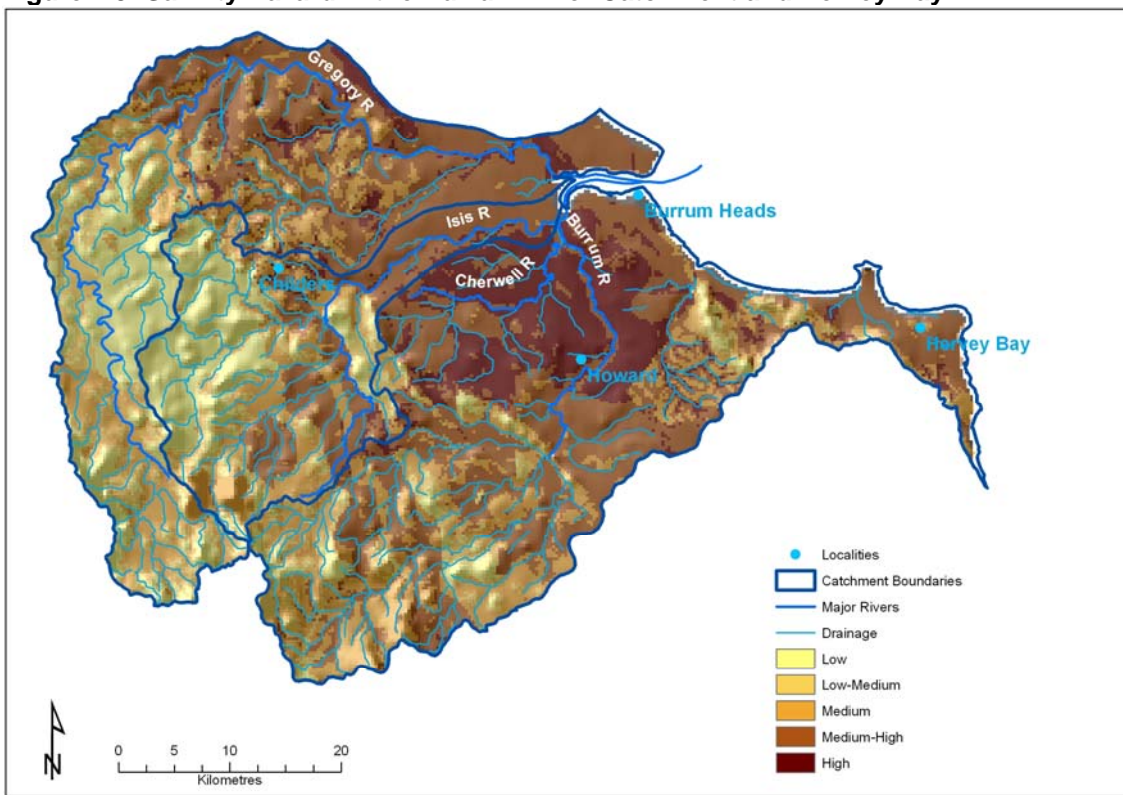 Gregory R
Isis R
Burrum Heads
Burrum R
Childers
Cherwell R
Hervey Bay
Howard
Localities
Catchment Boundaries
Major Rivers
Drainage
Low
Low-Medium
Medium
Medium-High
High
N
0 5 10 20
Kilometres